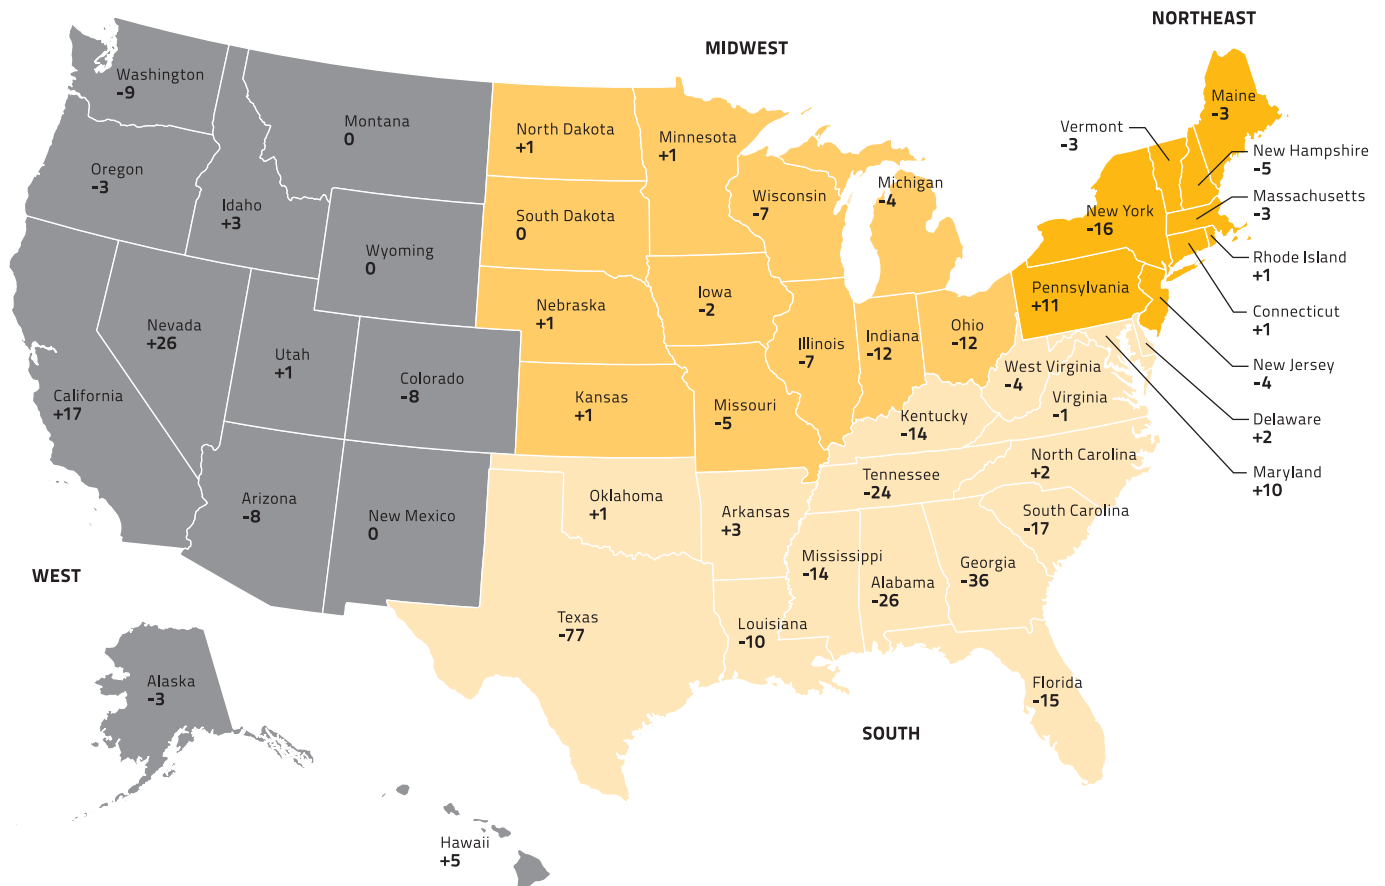 NORTHEAST
MIDWEST
Washington
-9
Montana
0
North Dakota
+1
Minnesota
+1
Maine
-3
Vermont
-3
New Hampshire
-5
Oregon
-3
Idaho
+3
Wyoming
0
South Dakota
0
Wisconsin
-7
Michigan
-4
New York
-16
Massachusetts
-3
Rhode Island
+1
Nevada
+26
Utah
+1
Colorado
-8
Nebraska
+1
Iowa
-2
Illinois
-7
Indiana
-12
Ohio
-12
Pennsylvania
+11
Connecticut
+1
New Jersey
-4
California
+17
Kansas
+1
Missouri
-5
Kentucky
-14
West Virginia
-4
Virginia
-1
Delaware
+2
Maryland
+10
Arizona
-8
New Mexico
0
Oklahoma
+1
Arkansas
+3
Tennessee
-24
North Carolina
+2
South Carolina
-17
WEST
Texas
-77
Louisiana
-10
Mississippi
-14
Alabama
-26
Georgia
-36
Florida
-15
SOUTH
Alaska
-3
Hawaii
+5